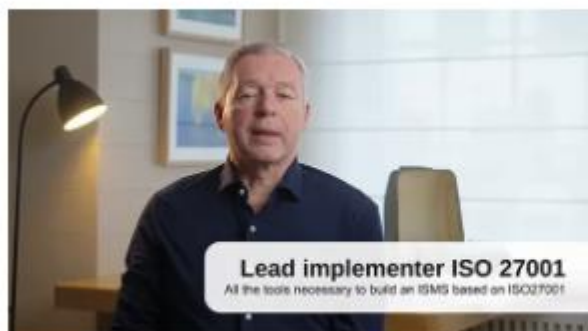 Lead implementer ISO 27001
All the tools necessary to build an ISMS based on ISO27001